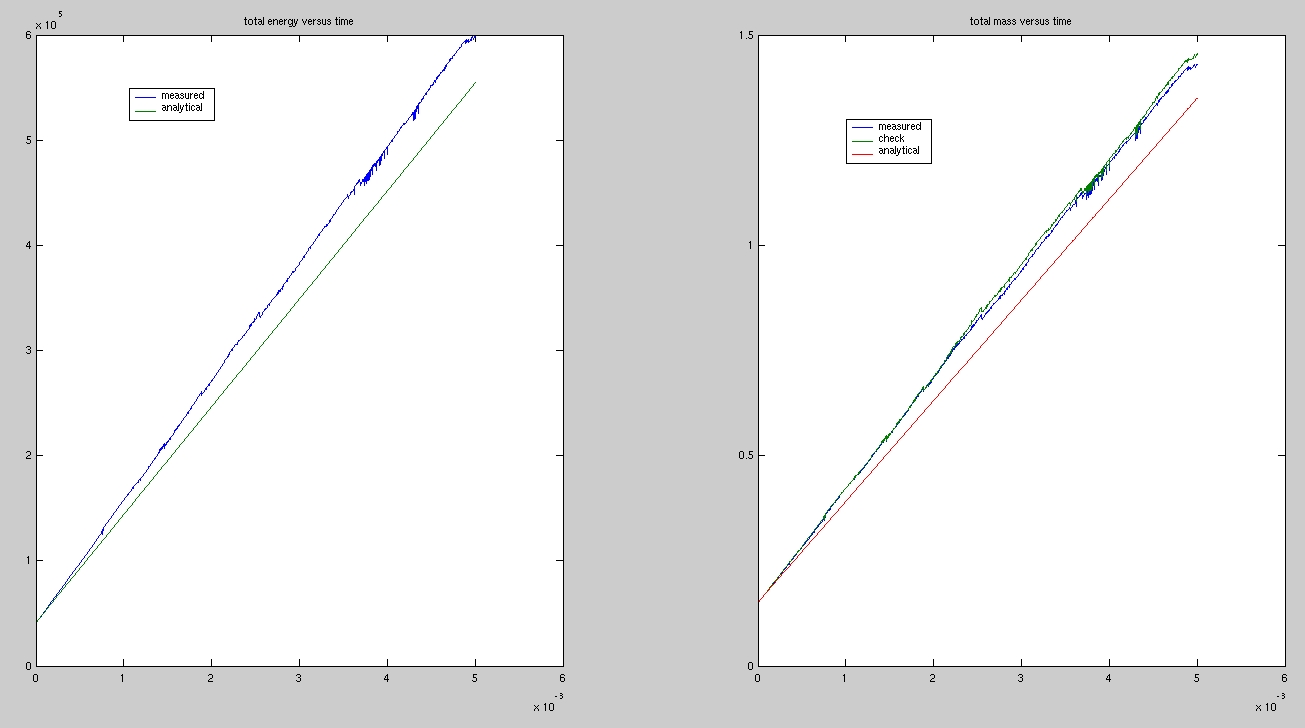 total energy versus time
x 10 5
6
5
4
3
2
1
0
measured
analytical
0 1 2 3 4 5 6
x 10 -3
total mass versus time
1.5
1
0.5
0
measured
check
analytical
0 1 2 3 4 5 6
x 10 -3